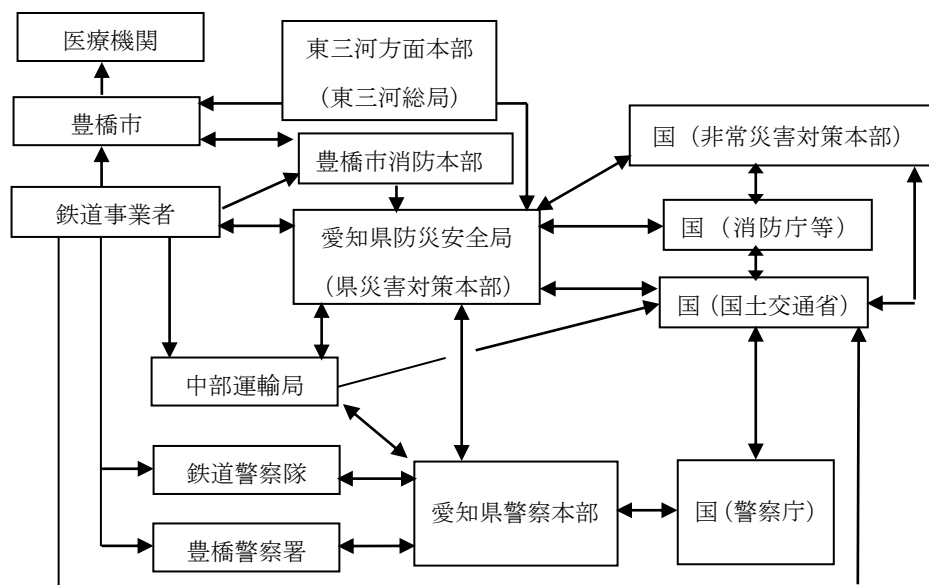 医療機関
東三河方面本部
（東三河総局）
豊橋市
国（非常災害対策本部）
豊橋市消防本部
鉄道事業者
愛知県防災安全局
（県災害対策本部）
国（消防庁等）
国（国土交通省）
中部運輸局
鉄道警察隊
愛知県警察本部
国（警察庁）
豊橋警察署